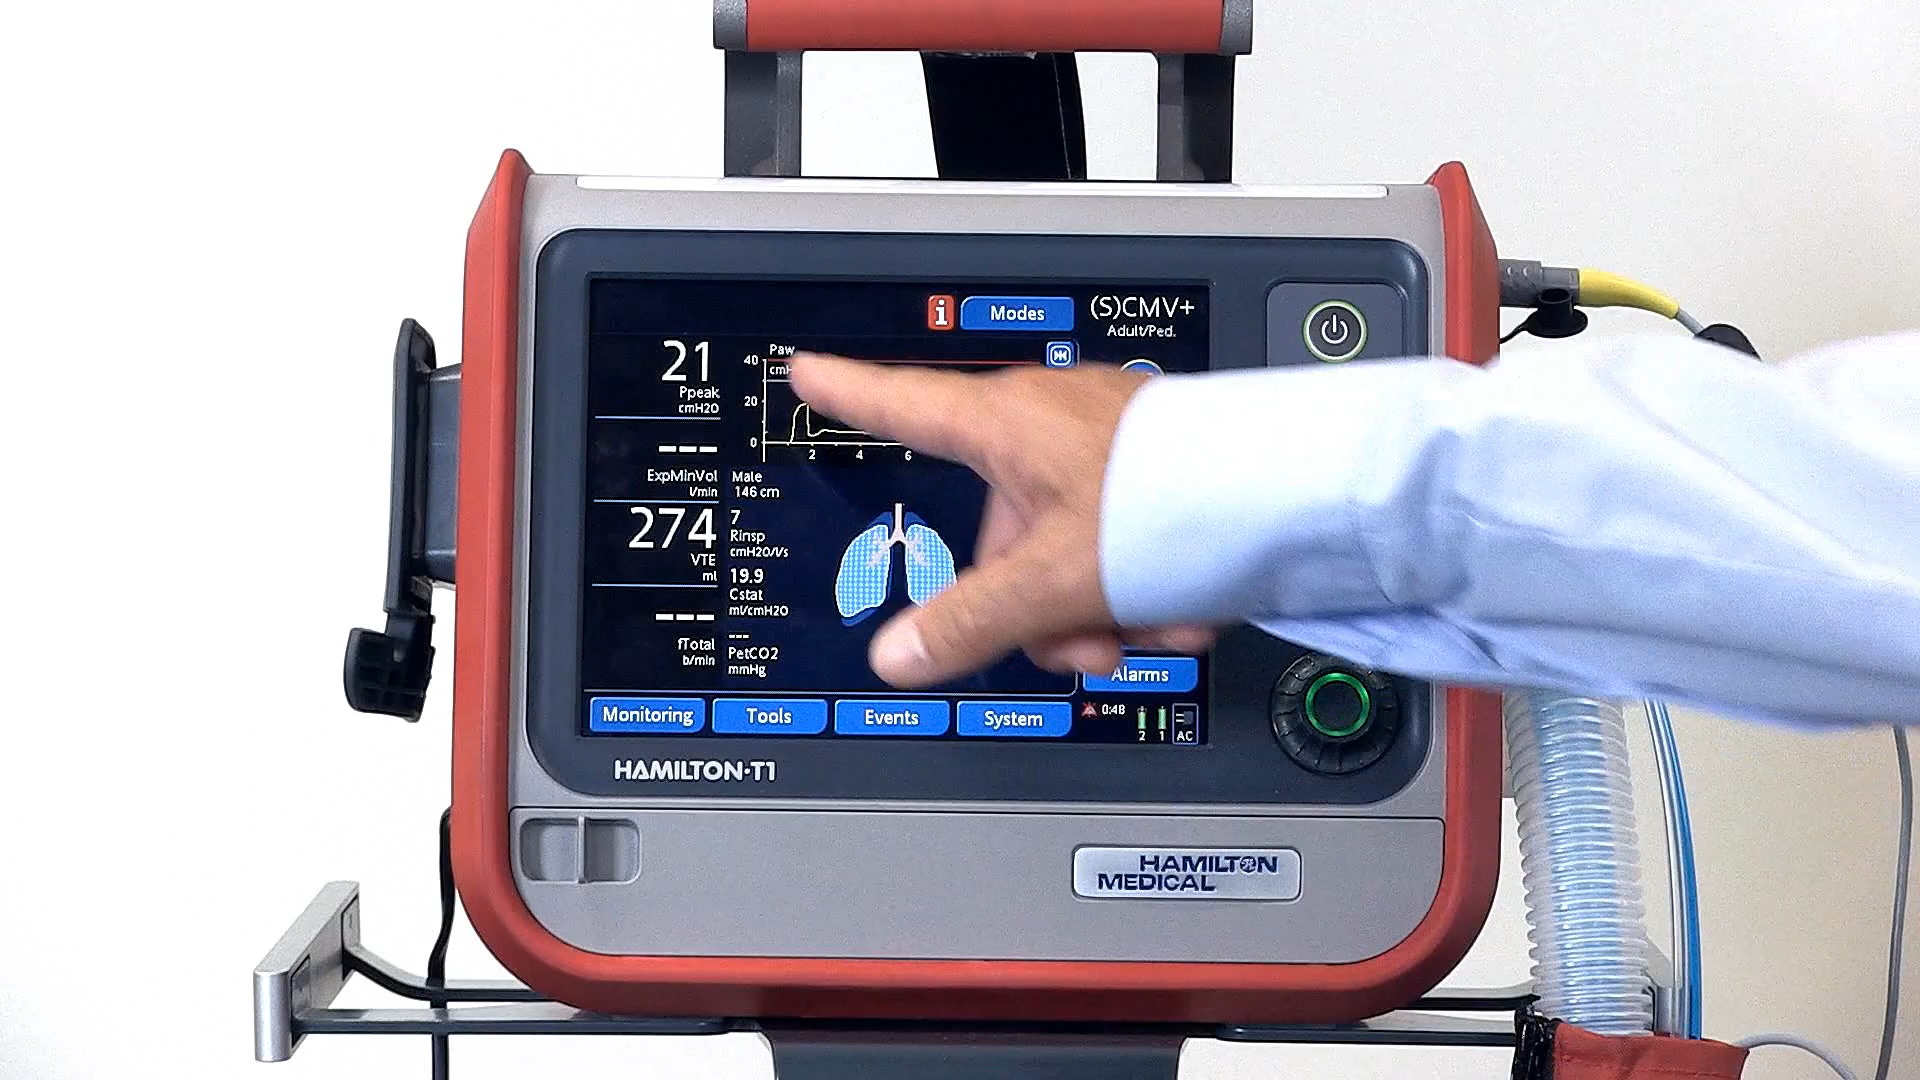 i
Modes
(S)CMV+
Adult/Ped.
21
Ppeak
cmH2O
Paw
40
20
0
2
4
6
---
ExpMinVol
l/min
Male
146 cm
274
VTE
ml
7
Rinsp
cmH2O/l/s
19.9
Cstat
ml/cmH2O
---
fTotal
b/min
---
PetCO2
mmHg
Alarms
Monitoring
Tools
Events
System
0:48
2
1
AC
HAMILTON·T1
HAMILTON
MEDICAL